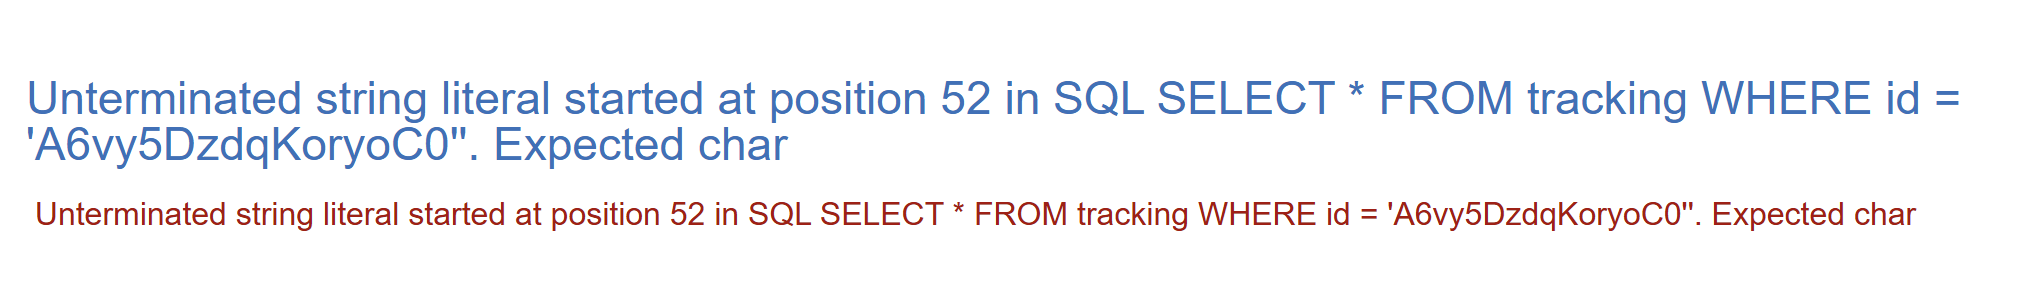 Unterminated string literal started at position 52 in SQL SELECT * FROM tracking WHERE id =
'A6vy5DzdqKoryoC0''. Expected char
Unterminated string literal started at position 52 in SQL SELECT * FROM tracking WHERE id = 'A6vy5DzdqKoryoC0''. Expected char